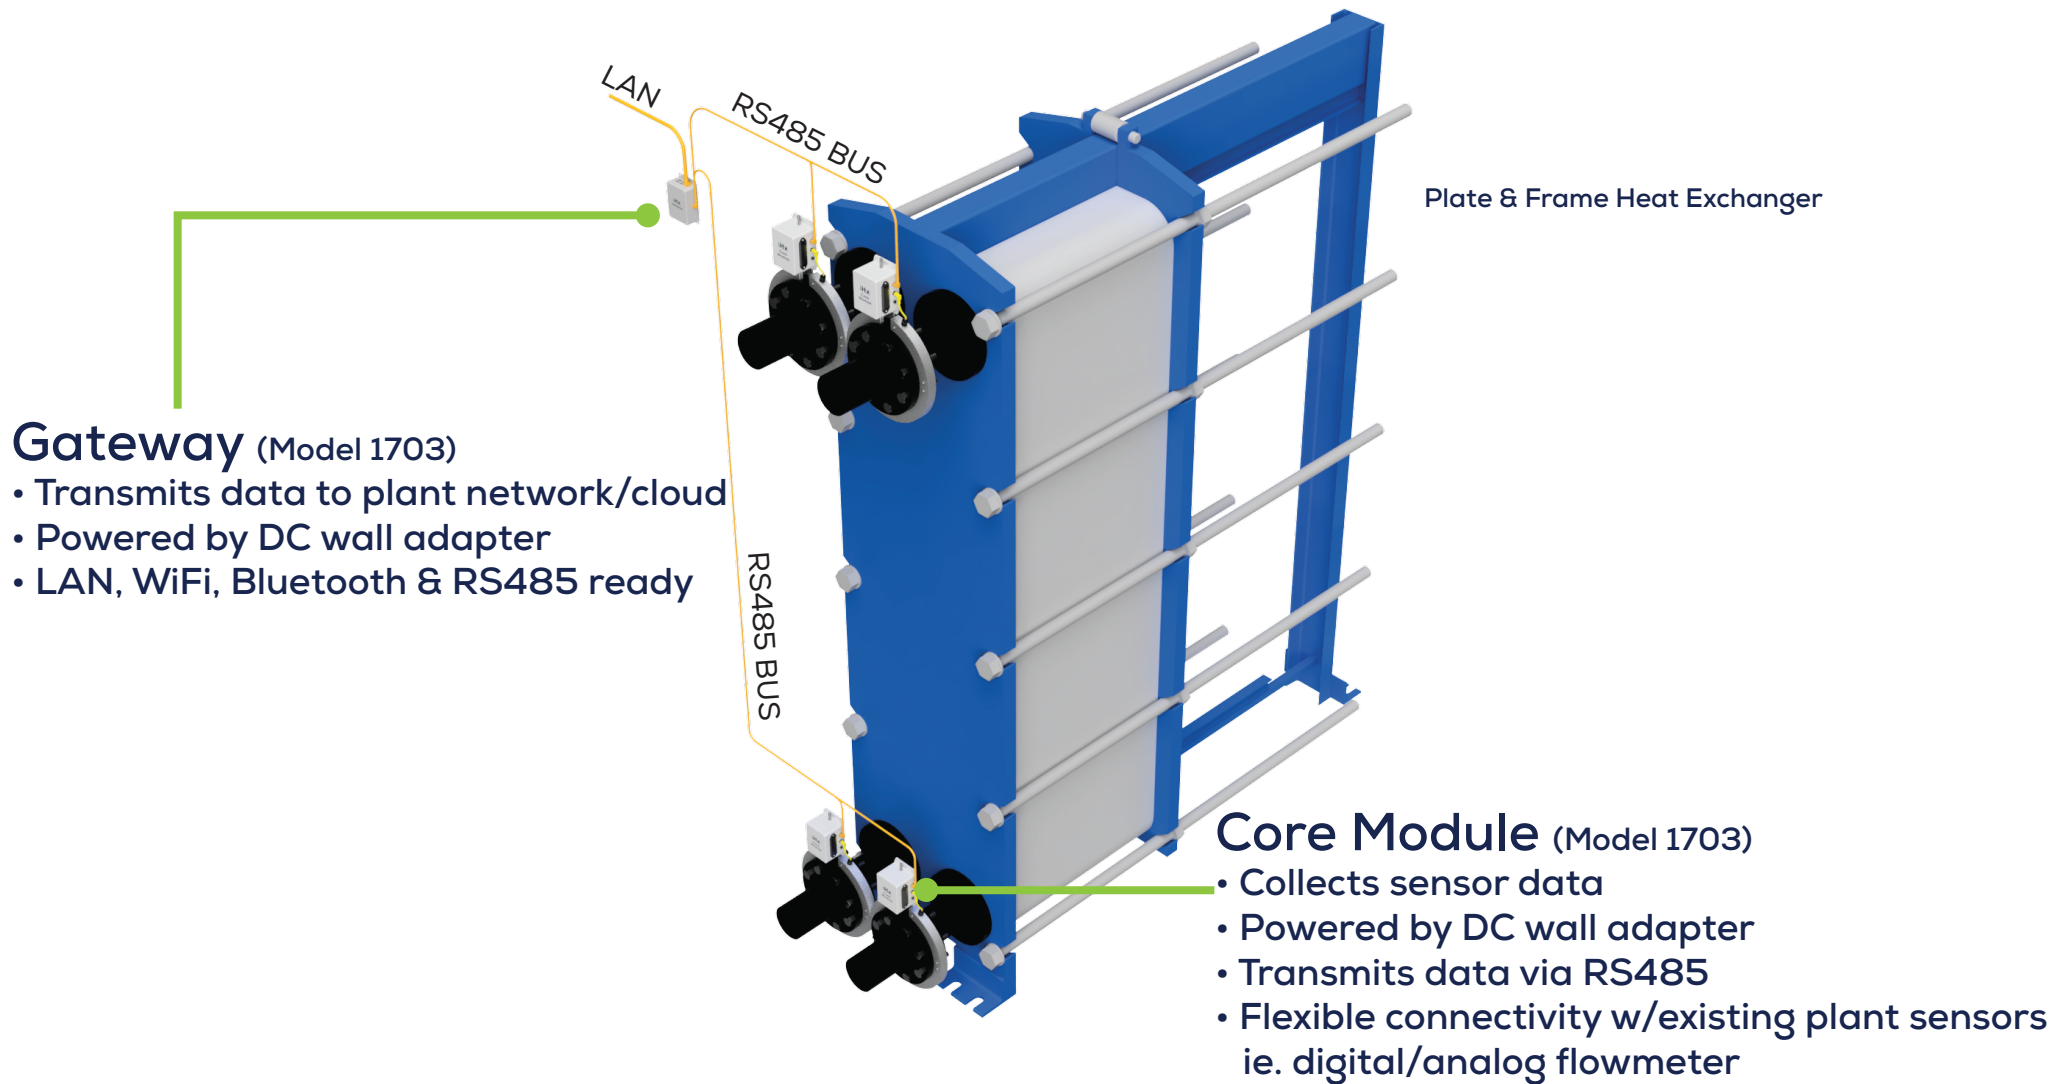 LAN
RS485 BUS
Plate & Frame Heat Exchanger
Gateway (Model 1703)
• Transmits data to plant network/cloud
• Powered by DC wall adapter
• LAN, WiFi, Bluetooth & RS485 ready
RS485 BUS
Core Module (Model 1703)
• Collects sensor data
• Powered by DC wall adapter
• Transmits data via RS485
• Flexible connectivity w/existing plant sensors
ie. digital/analog flowmeter